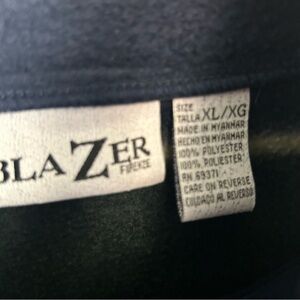 BLAZER
FIRENZE
SIZE
TALLA XL/XG
MADE IN MYANMAR
HECHO EN MYANMAR
100% POLYESTER
100% POLIESTER
RN 69371
CARE ON REVERSE
CUIDADO AL REVERSO